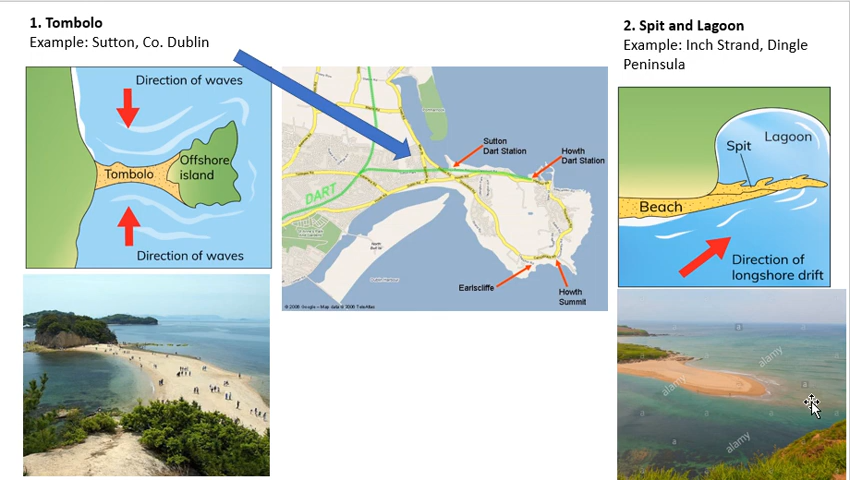 1. Tombolo
Example: Sutton, Co. Dublin
Direction of waves
Tombolo
Offshore
island
Direction of waves
Sutton
Dart Station
Howth
Dart Station
DART
Earlscliffe
Howth
Summit
2. Spit and Lagoon
Example: Inch Strand, Dingle
Peninsula
Lagoon
Spit
Beach
Direction of
longshore drift
alamy
alamy
alamy
a
a
a
a